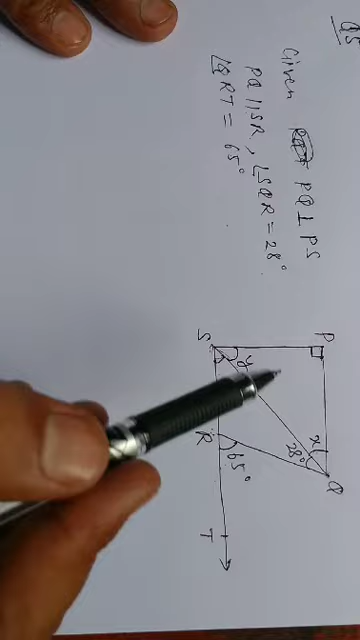 Q5
Given PQ ⊥ PS
PQ || SR, ∠SQR = 28°
∠QRT = 65°
P
Q
x
28°
y
S
R
65°
T